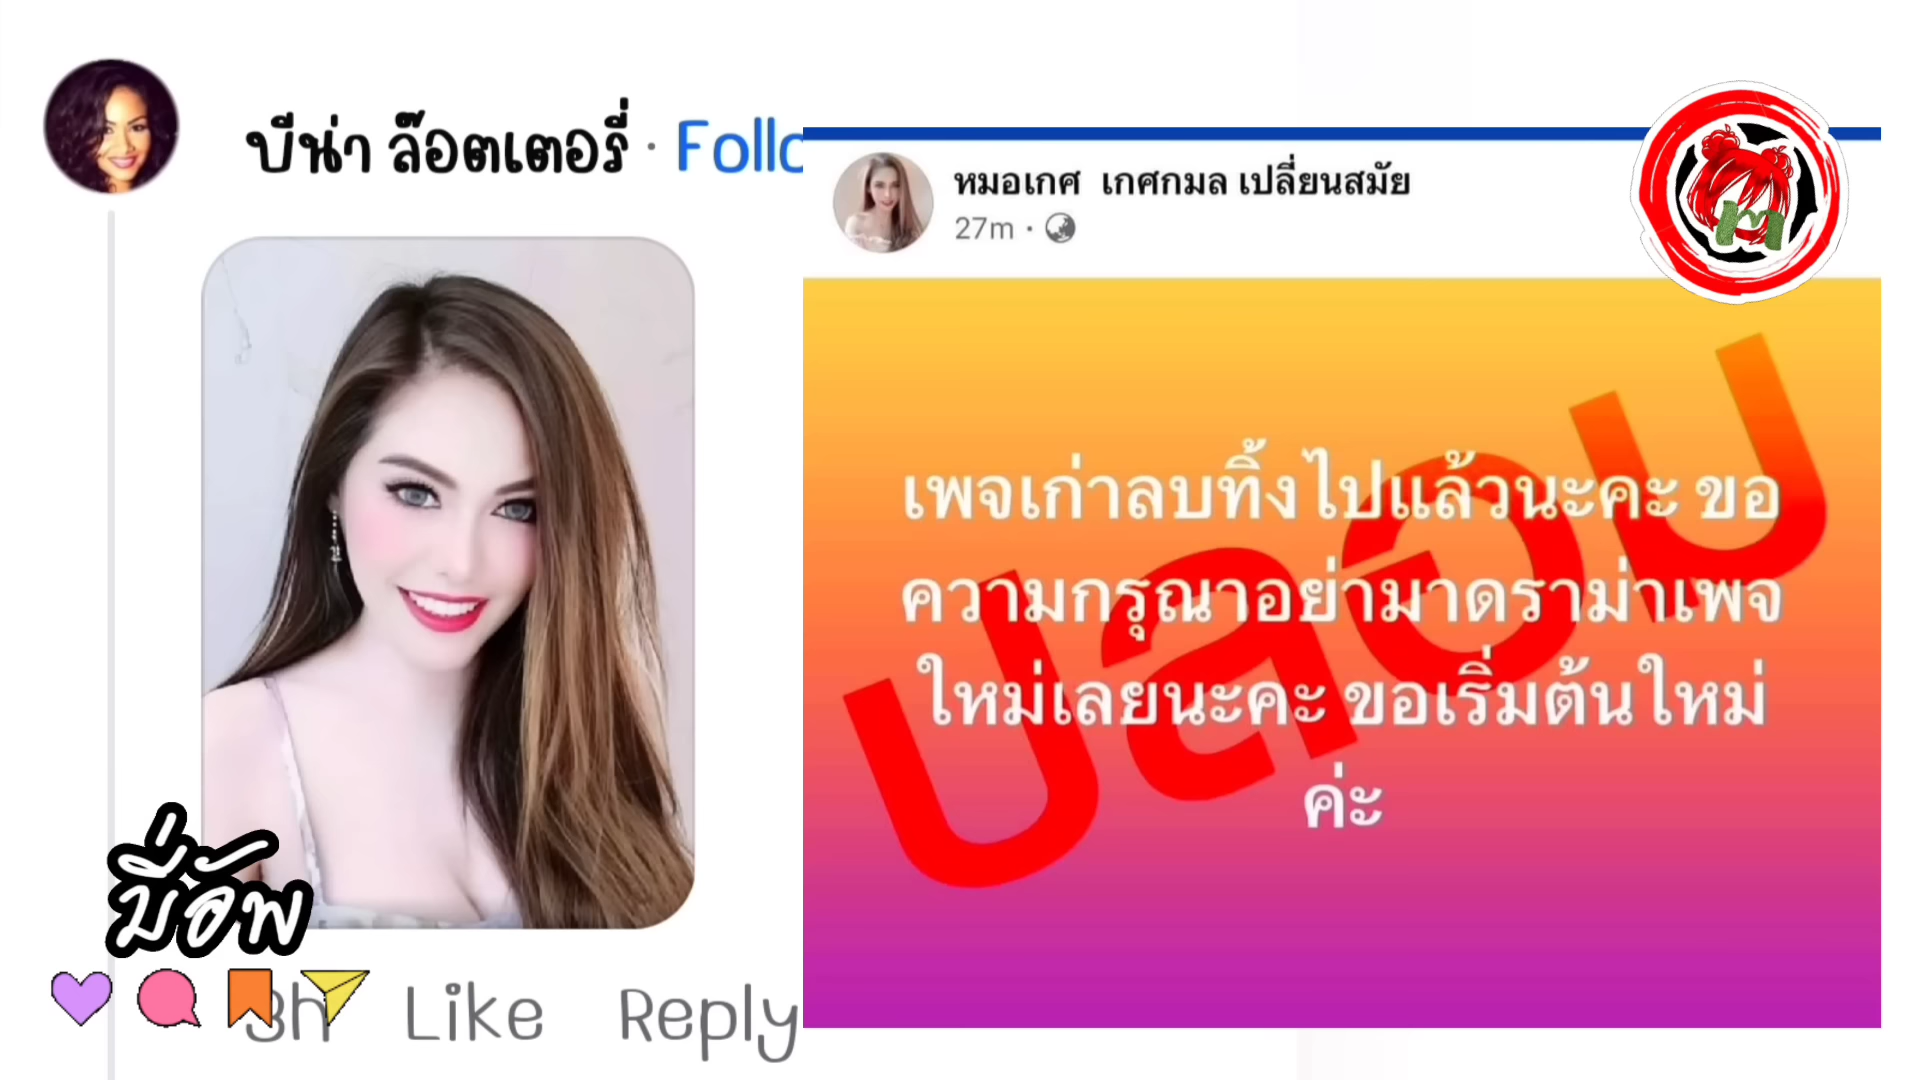 บีน่า ล๊อตเตอรี่ · Follo
หมอเกศ เกศกมล เปลี่ยนสมัย
27m ·
เพจเก่าลบทิ้งไปแล้วนะคะ ขอ
ความกรุณาอย่ามาดราม่าเพจ
ใหม่เลยนะคะ ขอเริ่มต้นใหม่
ค่ะ
ปลอม
มี่อัพ
3h Like Reply